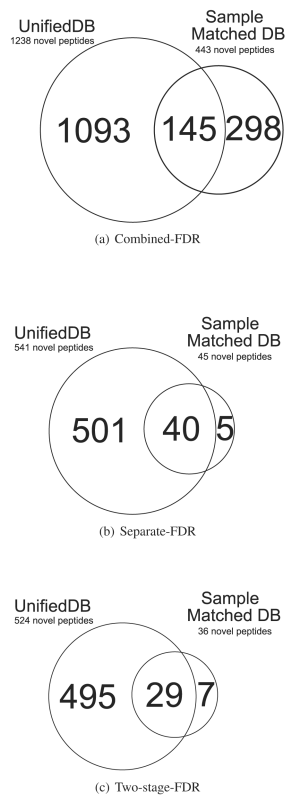 UnifiedDB
1238 novel peptides
Sample
Matched DB
443 novel peptides
1093
145
298
(a) Combined-FDR
UnifiedDB
541 novel peptides
Sample
Matched DB
45 novel peptides
501
40
5
(b) Separate-FDR
UnifiedDB
524 novel peptides
Sample
Matched DB
36 novel peptides
495
29
7
(c) Two-stage-FDR